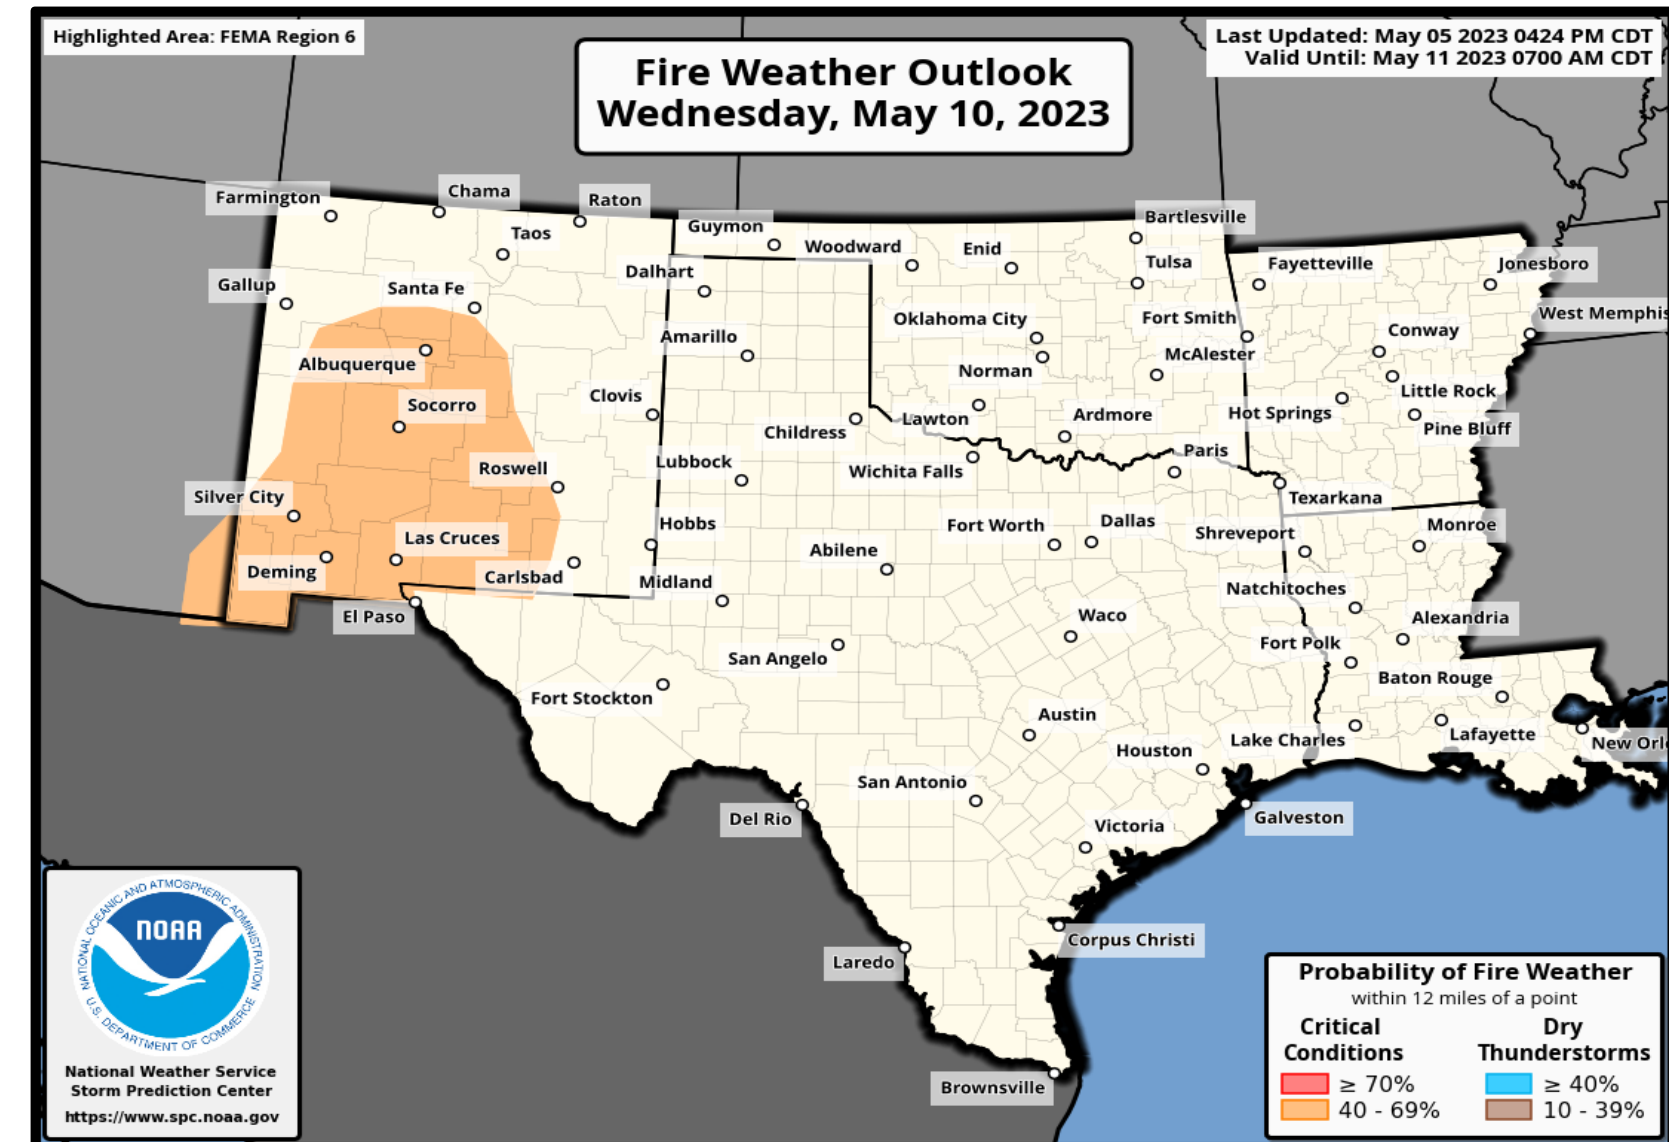 Highlighted Area: FEMA Region 6
Last Updated: May 05 2023 0424 PM CDT
Valid Until: May 11 2023 0700 AM CDT
Fire Weather Outlook
Wednesday, May 10, 2023
Farmington
Chama
Raton
Taos
Guymon
Woodward
Enid
Bartlesville
Tulsa
Fayetteville
Jonesboro
Gallup
Santa Fe
Dalhart
Oklahoma City
Fort Smith
Conway
West Memphis
Albuquerque
Amarillo
Norman
McAlester
Little Rock
Socorro
Clovis
Childress
Lawton
Ardmore
Hot Springs
Pine Bluff
Roswell
Lubbock
Wichita Falls
Paris
Texarkana
Silver City
Las Cruces
Hobbs
Abilene
Fort Worth
Dallas
Shreveport
Monroe
Deming
Carlsbad
Midland
Natchitoches
Alexandria
El Paso
San Angelo
Waco
Fort Polk
Baton Rouge
Fort Stockton
Austin
Houston
Lake Charles
Lafayette
New Orl
San Antonio
Del Rio
Victoria
Galveston
Corpus Christi
Laredo
Brownsville
NATIONAL OCEANIC AND ATMOSPHERIC ADMINISTRATION
NOAA
U.S. DEPARTMENT OF COMMERCE
National Weather Service
Storm Prediction Center
https://www.spc.noaa.gov
Probability of Fire Weather
within 12 miles of a point
Critical Conditions
≥ 70%
40 - 69%
Dry Thunderstorms
≥ 40%
10 - 39%